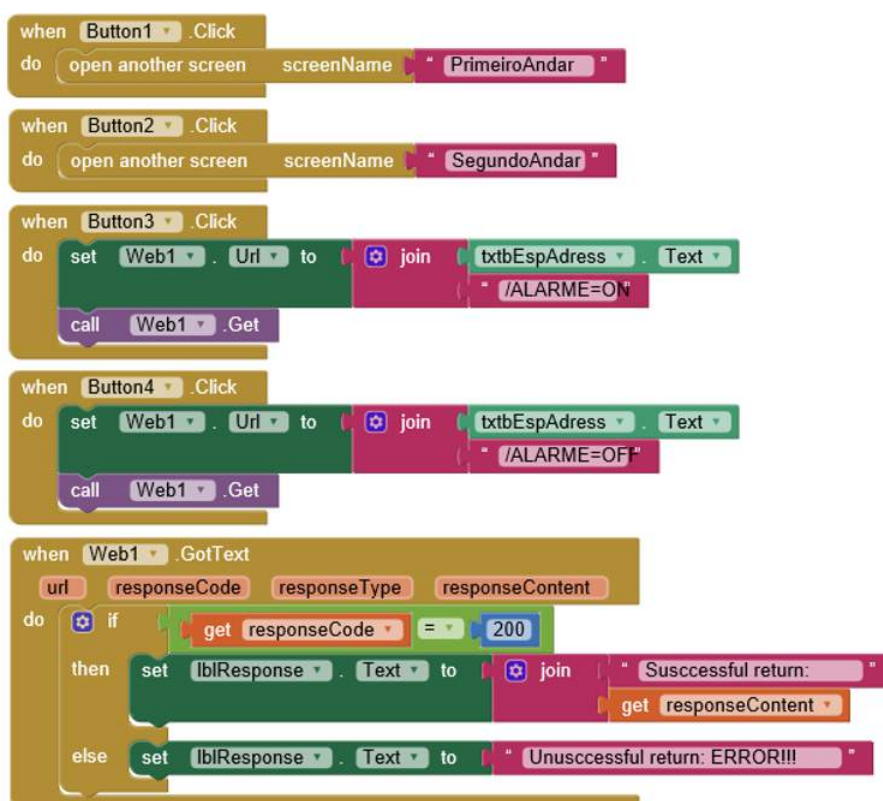 when Button1 .Click
do open another screen screenName " PrimeiroAndar "
when Button2 .Click
do open another screen screenName " SegundoAndar "
when Button3 .Click
do set Web1 . Url to join txtbEspAdress . Text
" /ALARME=ON "
call Web1 .Get
when Button4 .Click
do set Web1 . Url to join txtbEspAdress . Text
" /ALARME=OFF "
call Web1 .Get
when Web1 .GotText
url responseCode responseType responseContent
do if get responseCode = 200
then set lblResponse . Text to join " Susccessful return: "
get responseContent
else set lblResponse . Text to " Unusccessful return: ERROR!!! "